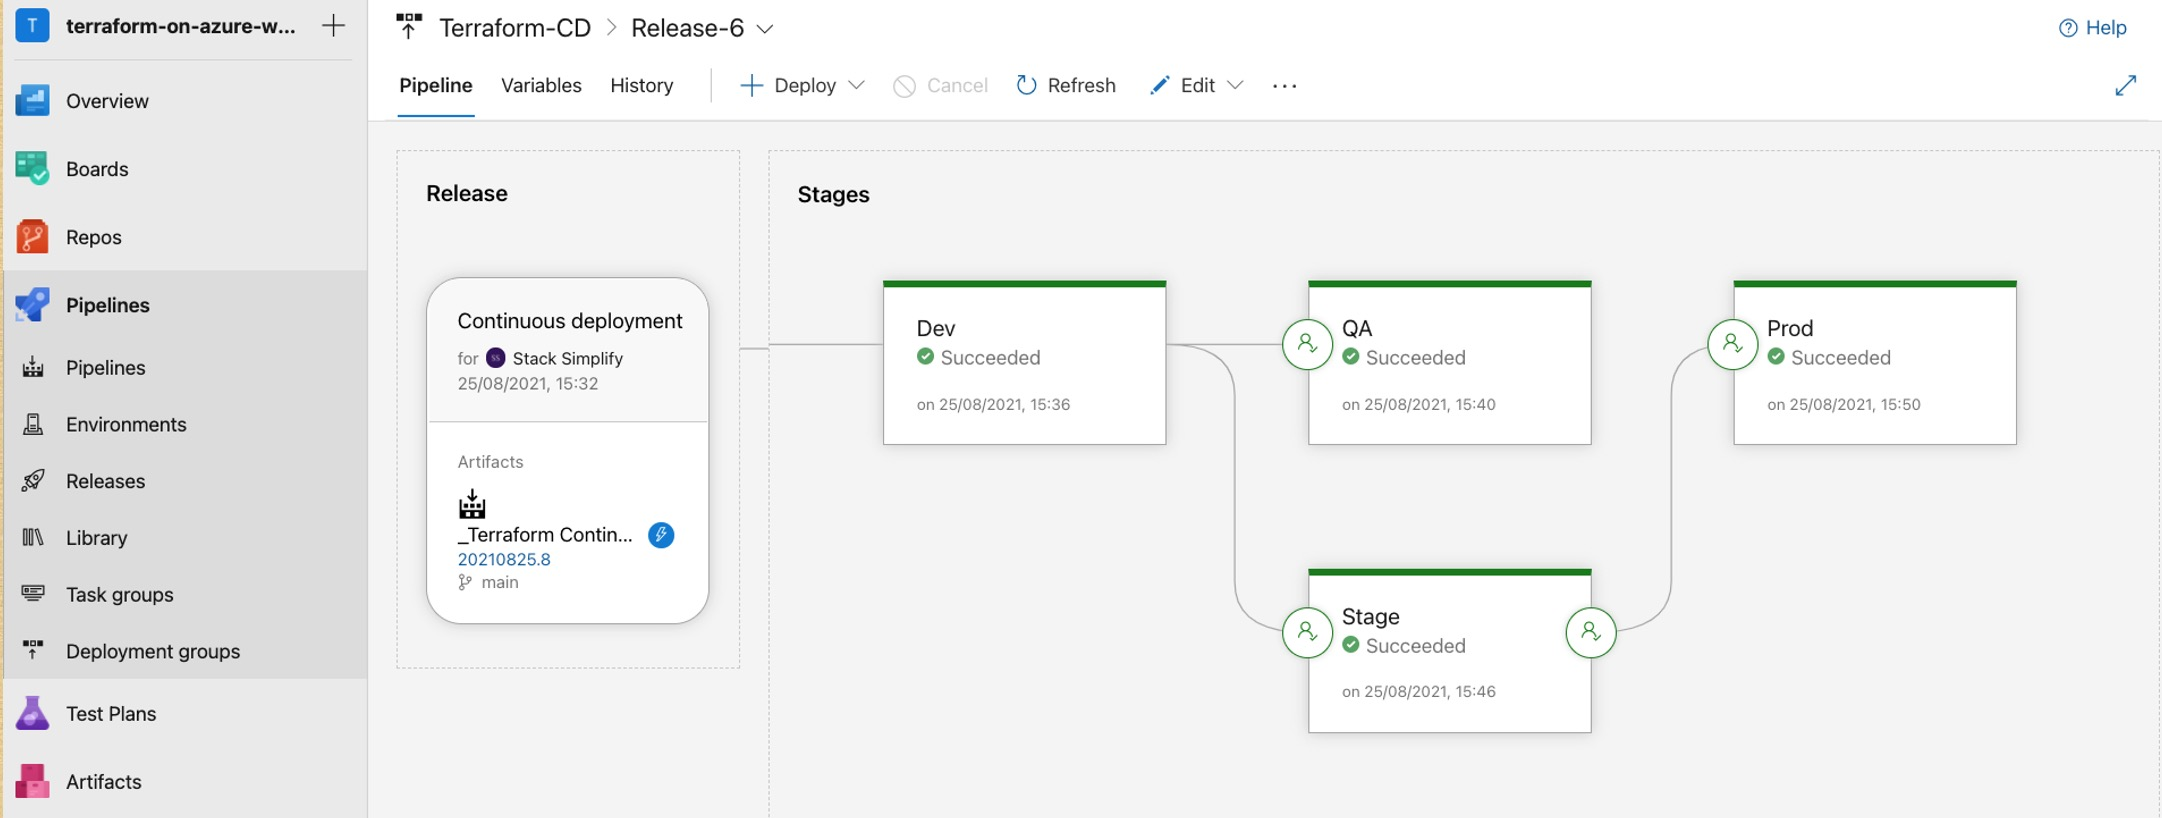 T terraform-on-azure-w...
Overview
Boards
Repos
Pipelines
Pipelines
Environments
Releases
Library
Task groups
Deployment groups
Test Plans
Artifacts
Terraform-CD > Release-6
Help
Pipeline Variables History Deploy Cancel Refresh Edit ...
Release
Continuous deployment
for SS Stack Simplify
25/08/2021, 15:32
Artifacts
_Terraform Contin...
20210825.8
main
Stages
Dev
Succeeded
on 25/08/2021, 15:36
QA
Succeeded
on 25/08/2021, 15:40
Prod
Succeeded
on 25/08/2021, 15:50
Stage
Succeeded
on 25/08/2021, 15:46